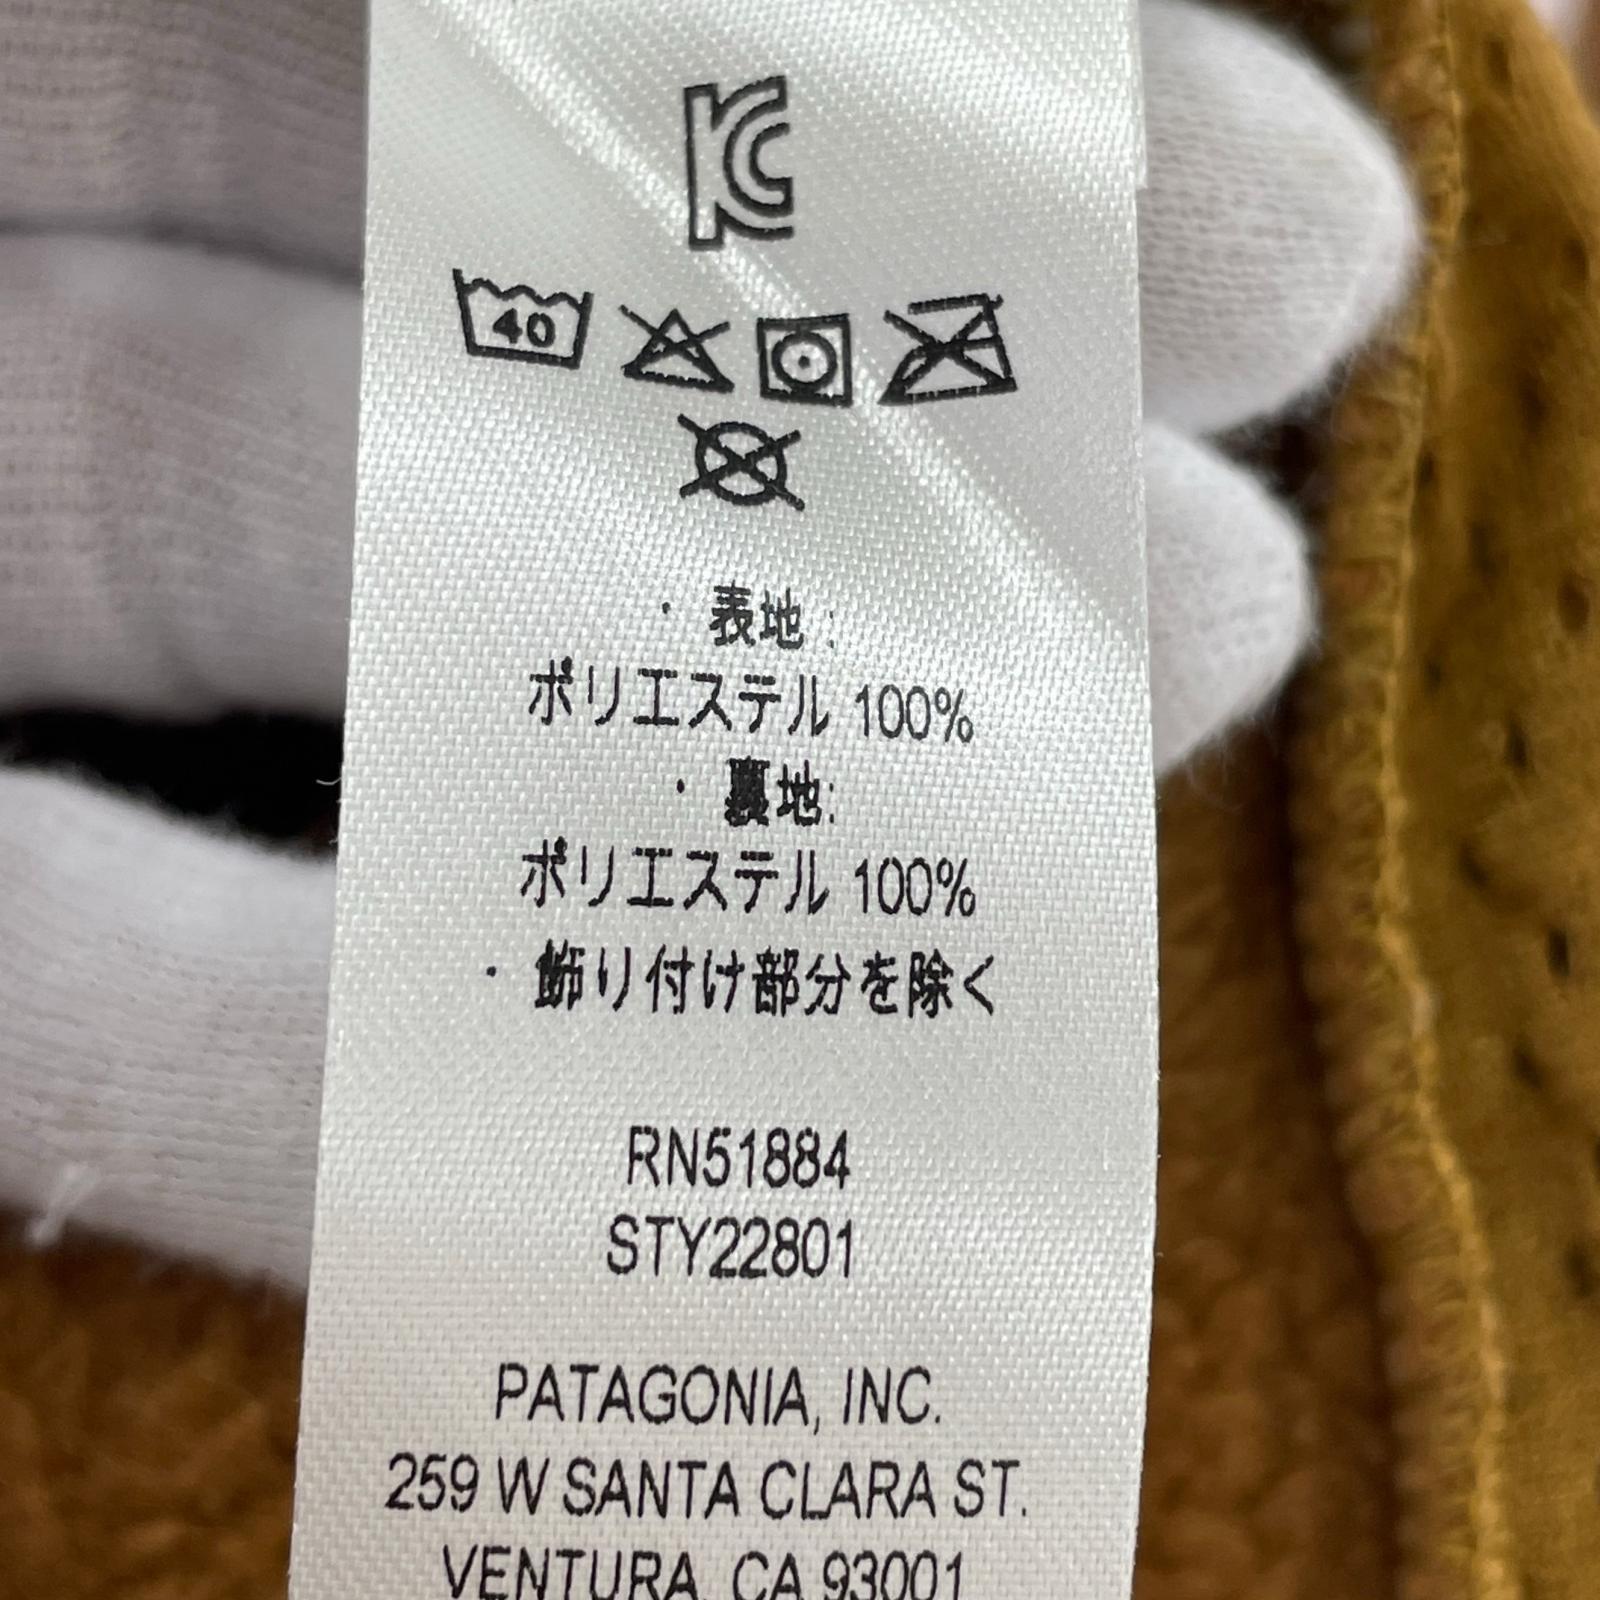 KC
40
・表地:
ポリエステル 100%
・裏地:
ポリエステル 100%
・飾り付け部分を除く
RN51884
STY22801
PATAGONIA, INC.
259 W SANTA CLARA ST.
VENTURA, CA 93001